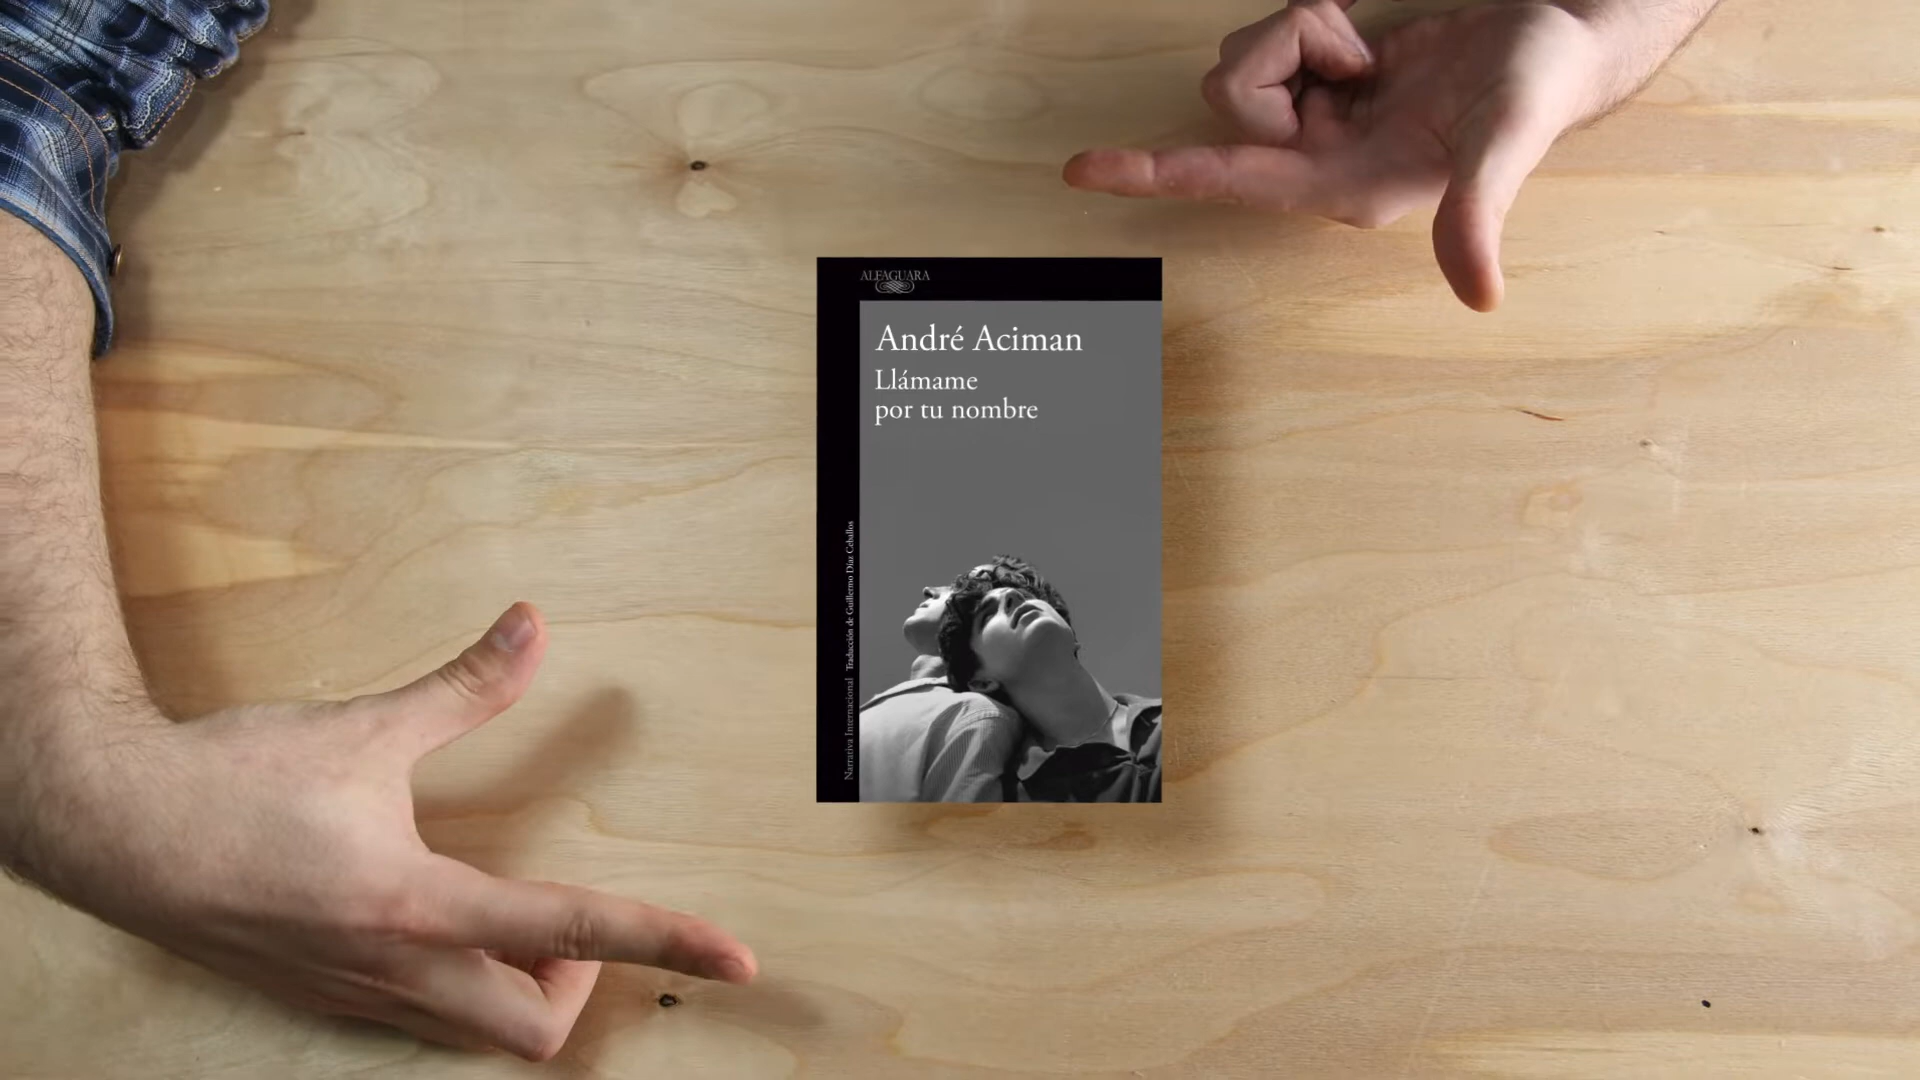 ALFAGUARA
André Aciman
Llámame
por tu nombre
Narrativa Internacional Traducción de Guillermo Díaz Ceballos